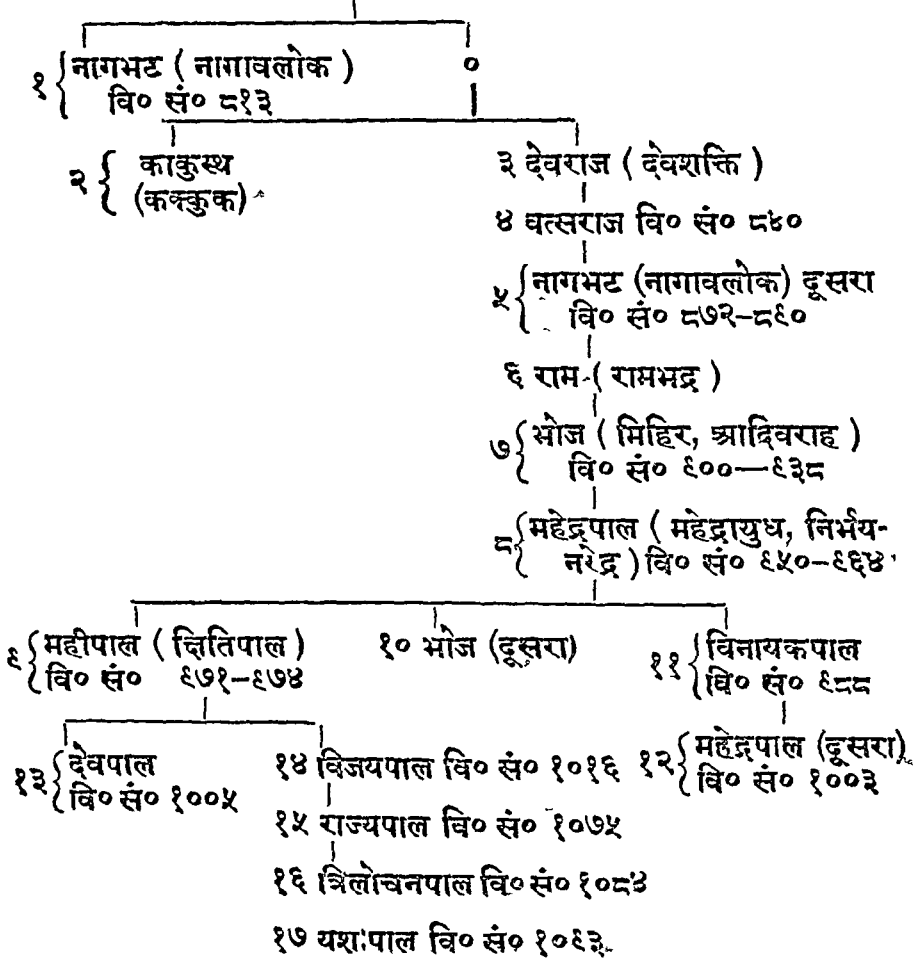 १ नागभट ( नागावलोक ) ०
वि० सं० ८१३
२ काकुस्थ
(कक्कुक)
३ देवराज ( देवशक्ति )
४ वत्सराज वि० सं० ८४०
५ नागभट (नागावलोक) दूसरा
वि० सं० ८७२–८९०
६ राम ( रामभद्र )
७ भोज ( मिहिर, आदिवराह )
वि० सं० ९००—९३८
८ महेद्रपाल ( महेद्रायुध, निर्भय-
नरेद्र ) वि० सं० ९५०–९६४
९ महीपाल ( क्षितिपाल )
वि० सं० ९७१–९७४
१० भोज (दूसरा)
११ विनायकपाल
वि० सं० ९८८
१२ महेद्रपाल (दूसरा)
वि० सं० १००३
१३ देवपाल
वि० सं० १००५
१४ विजयपाल वि० सं० १०१६
१५ राज्यपाल वि० सं० १०७५
१६ त्रिलोचनपाल वि० सं० १०८४
१७ यशःपाल वि० सं० १०९३